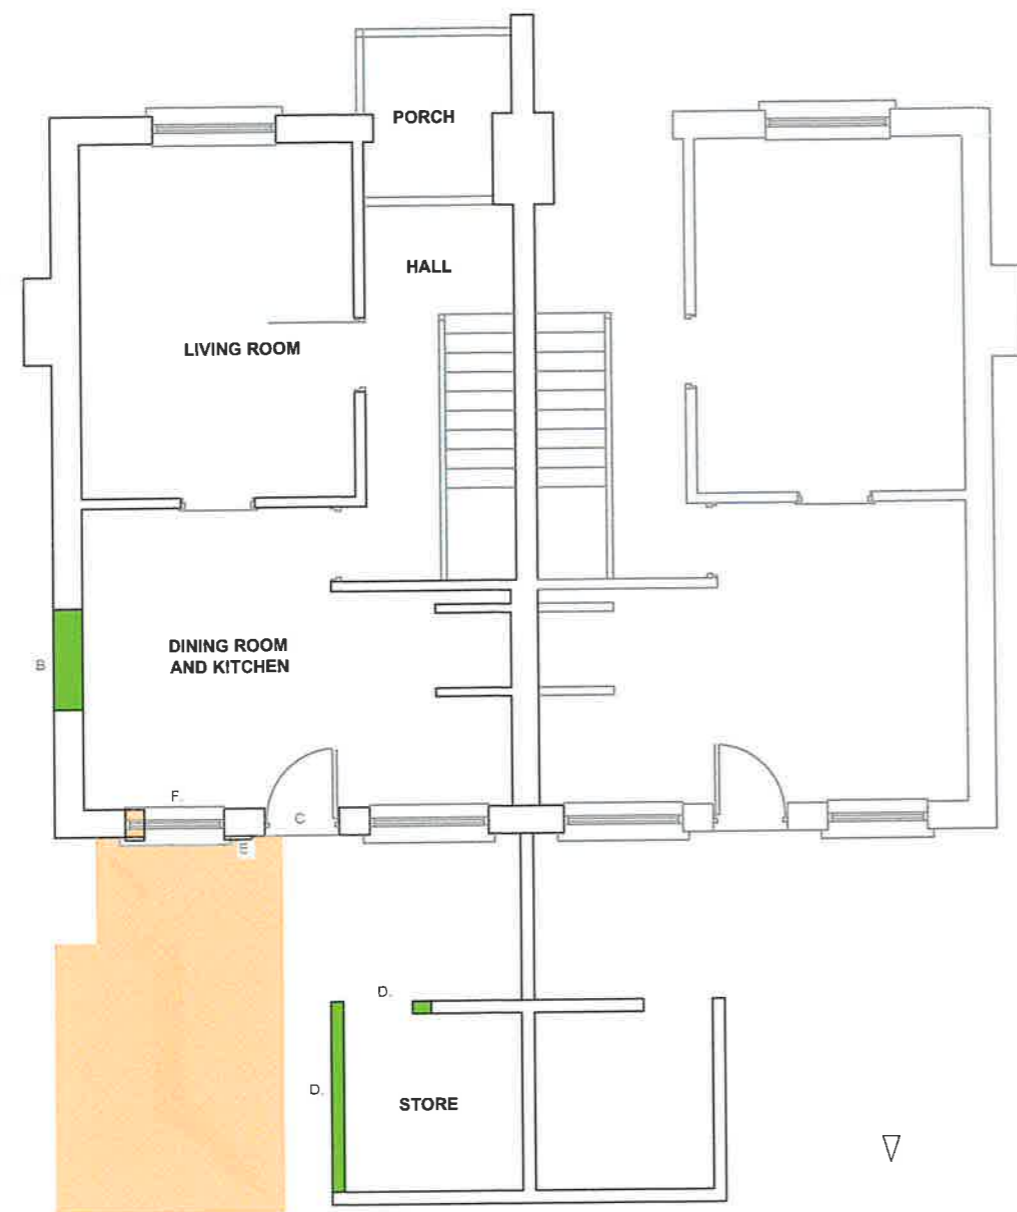 PORCH
HALL
LIVING ROOM
DINING ROOM
AND KITCHEN
B
F.
C
E
D.
D.
STORE